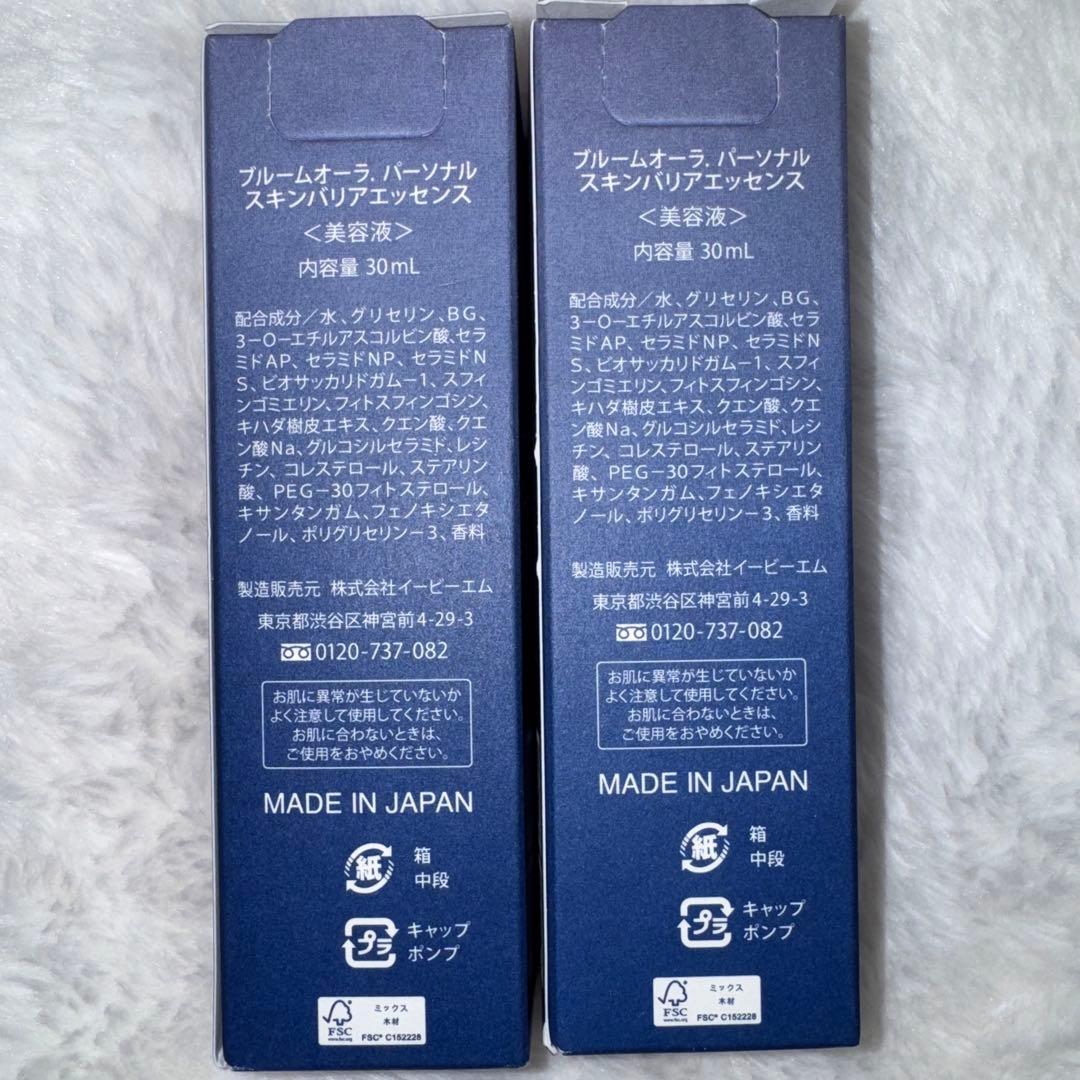 ブルームオーラ. パーソナル
スキンバリアエッセンス
＜美容液＞
内容量 30mL
配合成分／水、グリセリン、BG、
3－O－エチルアスコルビン酸、セラ
ミドAP、セラミドNP、セラミドN
S、ビオサッカリドガム－1、スフィ
ンゴミエリン、フィトスフィンゴシン、
キハダ樹皮エキス、クエン酸、クエ
ン酸Na、グルコシルセラミド、レシ
チン、コレステロール、ステアリン
酸、PEG－30フィトステロール、
キサンタンガム、フェノキシエタ
ノール、ポリグリセリン－3、香料
製造販売元 株式会社イービーエム
東京都渋谷区神宮前4-29-3
0120-737-082
お肌に異常が生じていないか
よく注意して使用してください。
お肌に合わないときは、
ご使用をおやめください。
MADE IN JAPAN
紙
箱
中段
プラ
キャップ
ポンプ
FSC
www.fsc.org
ミックス
木材
FSC® C152228
ブルームオーラ. パーソナル
スキンバリアエッセンス
＜美容液＞
内容量 30mL
配合成分／水、グリセリン、BG、
3－O－エチルアスコルビン酸、セラ
ミドAP、セラミドNP、セラミドN
S、ビオサッカリドガム－1、スフィ
ンゴミエリン、フィトスフィンゴシン、
キハダ樹皮エキス、クエン酸、クエ
ン酸Na、グルコシルセラミド、レシ
チン、コレステロール、ステアリン
酸、PEG－30フィトステロール、
キサンタンガム、フェノキシエタ
ノール、ポリグリセリン－3、香料
製造販売元 株式会社イービーエム
東京都渋谷区神宮前4-29-3
0120-737-082
お肌に異常が生じていないか
よく注意して使用してください。
お肌に合わないときは、
ご使用をおやめください。
MADE IN JAPAN
紙
箱
中段
プラ
キャップ
ポンプ
FSC
www.fsc.org
ミックス
木材
FSC® C152228